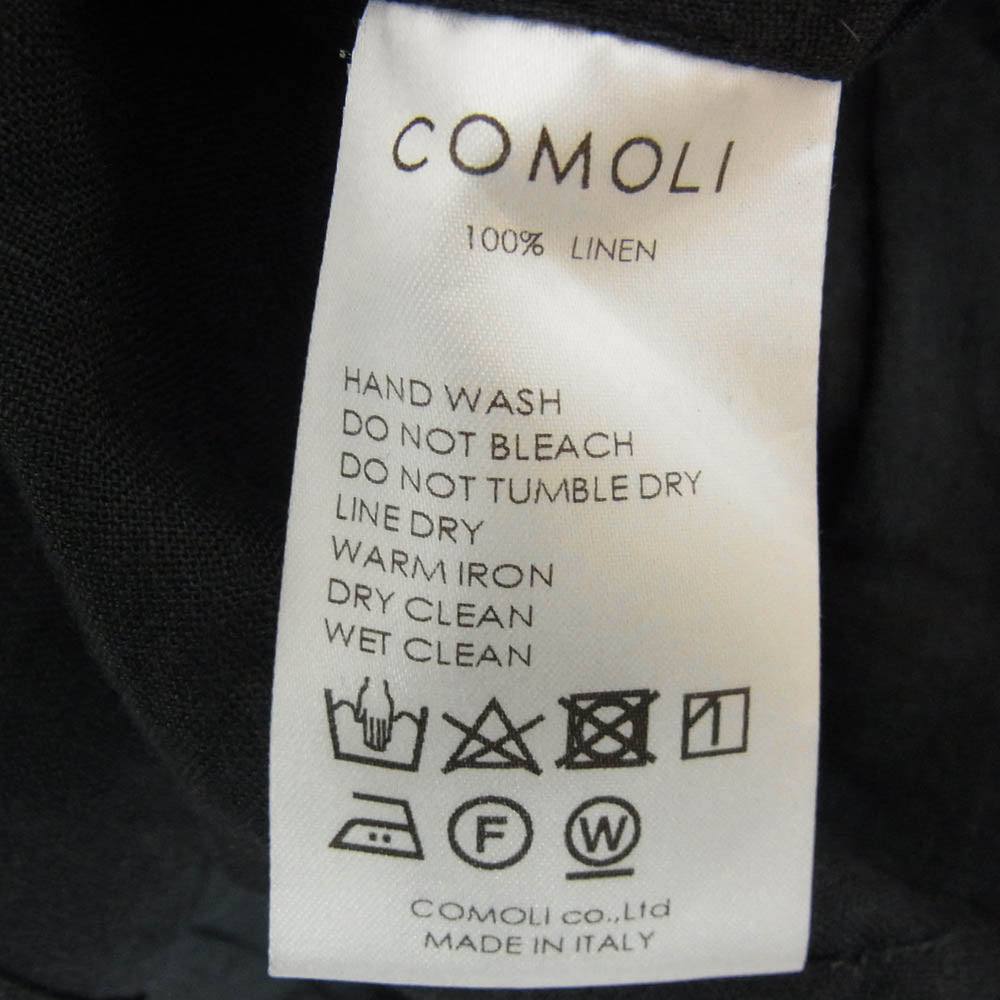 COMOLI
100% LINEN
HAND WASH
DO NOT BLEACH
DO NOT TUMBLE DRY
LINE DRY
WARM IRON
DRY CLEAN
WET CLEAN
F W
COMOLI co.,Ltd
MADE IN ITALY